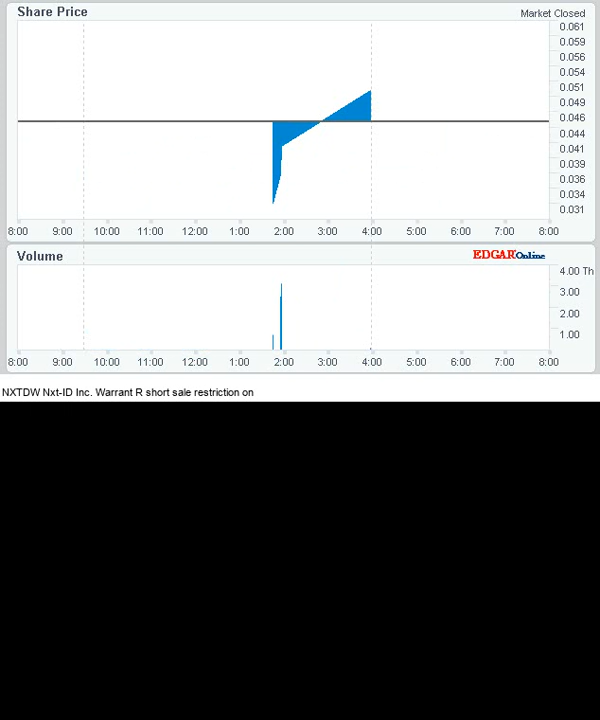 Share Price
Market Closed
0.061
0.059
0.056
0.054
0.051
0.049
0.046
0.044
0.041
0.039
0.036
0.034
0.031
8:00 9:00 10:00 11:00 12:00 1:00 2:00 3:00 4:00 5:00 6:00 7:00 8:00
Volume
EDGAR Online
4.00 Th
3.00
2.00
1.00
8:00 9:00 10:00 11:00 12:00 1:00 2:00 3:00 4:00 5:00 6:00 7:00 8:00
NXTDW Nxt-ID Inc. Warrant R short sale restriction on